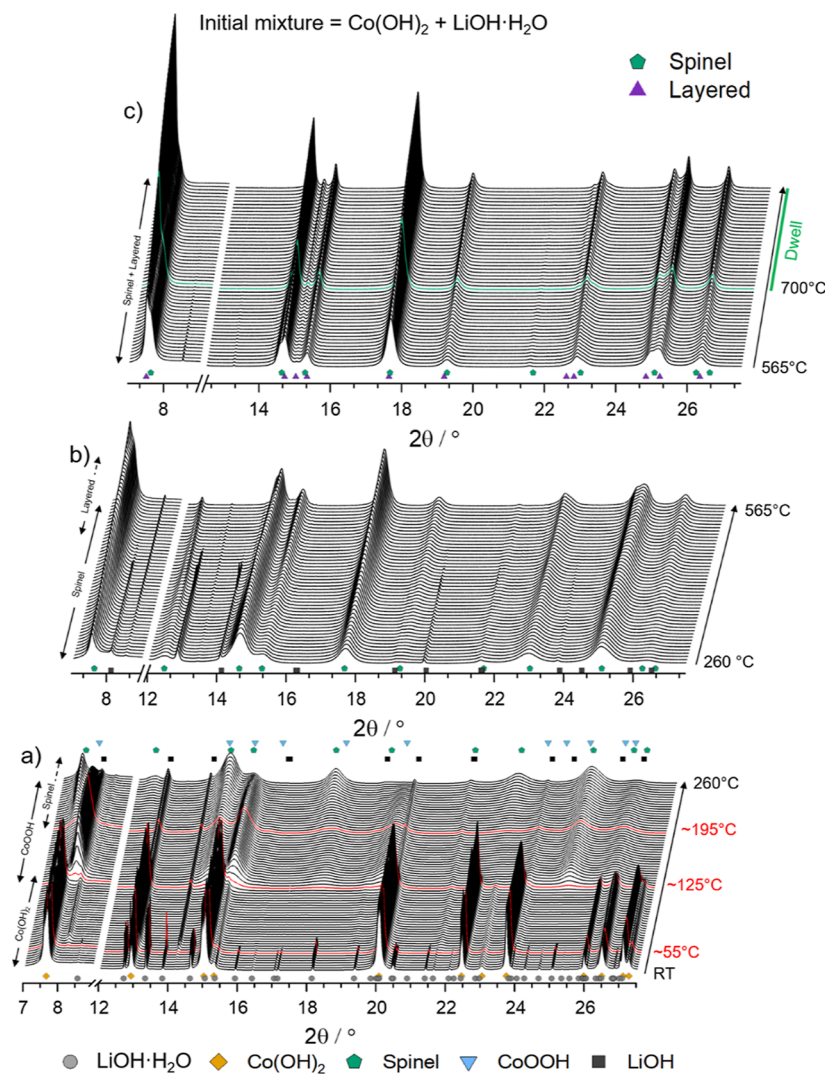 Initial mixture = Co(OH)₂ + LiOH·H₂O
Spinel
Layered
c)
Spinel + Layered
Dwell
700°C
565°C
8 14 16 18 20 22 24 26
2θ / °
b)
Layered
Spinel
565°C
260 °C
8 12 14 16 18 20 22 24 26
2θ / °
a)
Spinel
CoOOH
Co(OH)₂
260°C
~195°C
~125°C
~55°C
RT
7 8 12 14 16 18 20 22 24 26
2θ / °
LiOH·H₂O Co(OH)₂ Spinel CoOOH LiOH